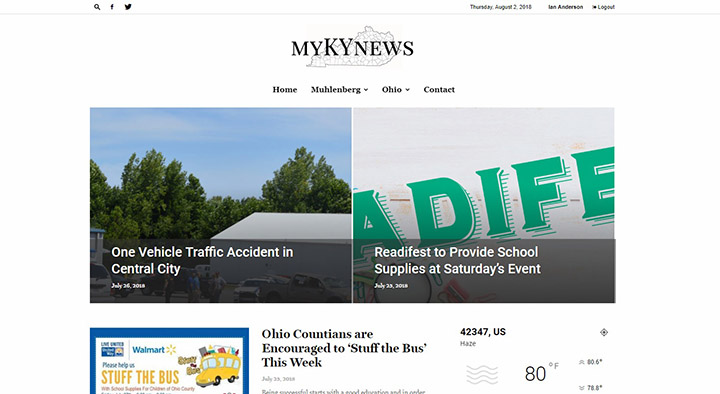 Thursday, August 2, 2018 Ian Anderson Logout
MYKYNEWS
Home Muhlenberg Ohio Contact
ADIFE
One Vehicle Traffic Accident in
Central City
July 26, 2018
Readifest to Provide School
Supplies at Saturday's Event
July 23, 2018
LIVE UNITED
Walmart
Please help us
STUFF THE BUS
With School Supplies For Children of Ohio County
Ohio Countians are
Encouraged to ‘Stuff the Bus’
This Week
July 23, 2018
Being successful starts with a good education and in order
42347, US
Haze
80 °F
80.6°
78.8°